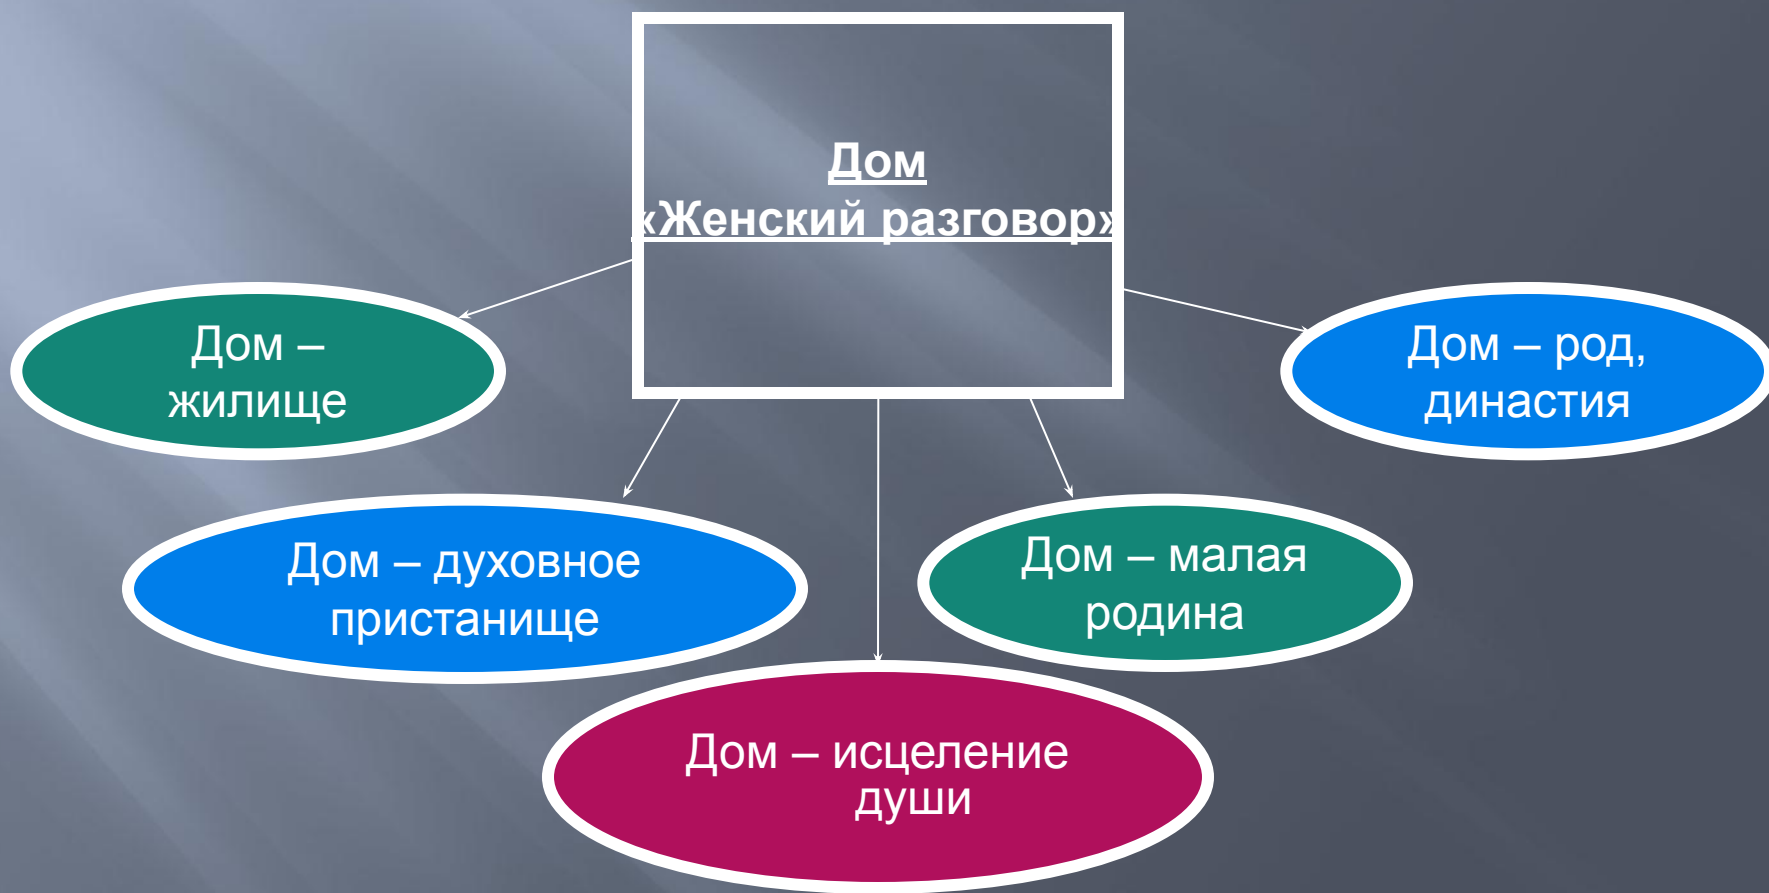 Дом
«Женский разговор»
Дом –
жилище
Дом – род,
династия
Дом – духовное
пристанище
Дом – малая
родина
Дом – исцеление
души